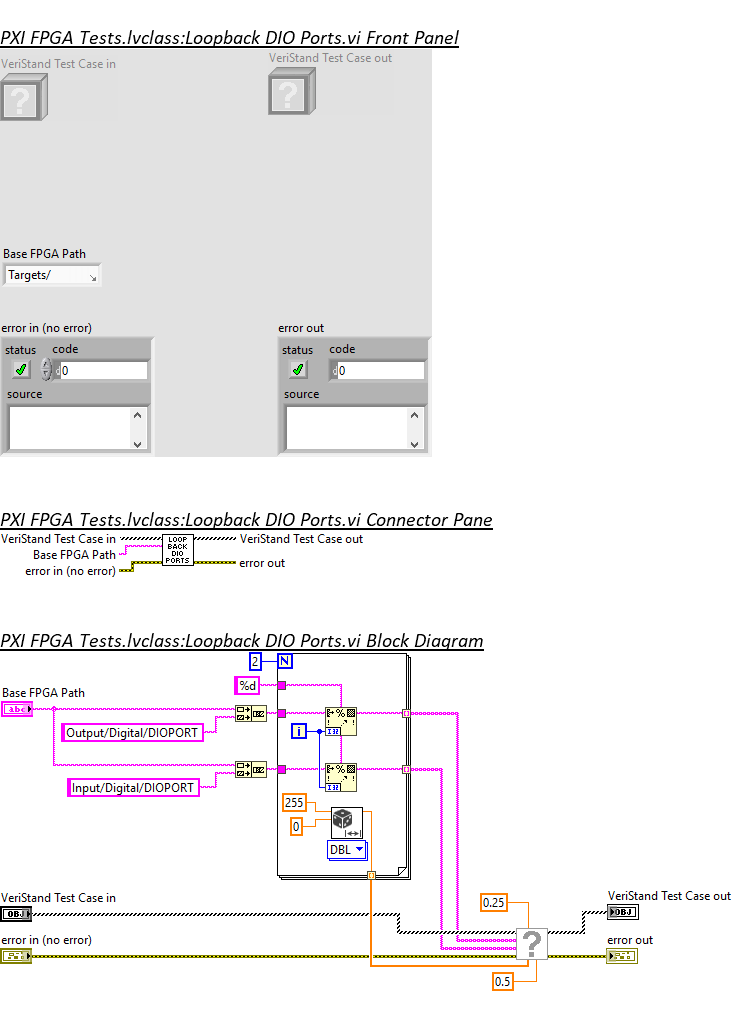 PXI FPGA Tests.lvclass:Loopback DIO Ports.vi Front Panel
VeriStand Test Case in
VeriStand Test Case out
?
?
Base FPGA Path
Targets/
error in (no error)
error out
status code
status code
d 0
d 0
source
source
PXI FPGA Tests.lvclass:Loopback DIO Ports.vi Connector Pane
VeriStand Test Case in
Base FPGA Path
error in (no error)
LOOP
BACK
DIO
PORTS
VeriStand Test Case out
error out
PXI FPGA Tests.lvclass:Loopback DIO Ports.vi Block Diagram
2 N
%d
Base FPGA Path
abc
Output/Digital/DIOPORT
%
I32
i
Input/Digital/DIOPORT
%
I32
255
0
DBL
VeriStand Test Case in
OBJ
0.25
VeriStand Test Case out
OBJ
error in (no error)
?
error out
0.5